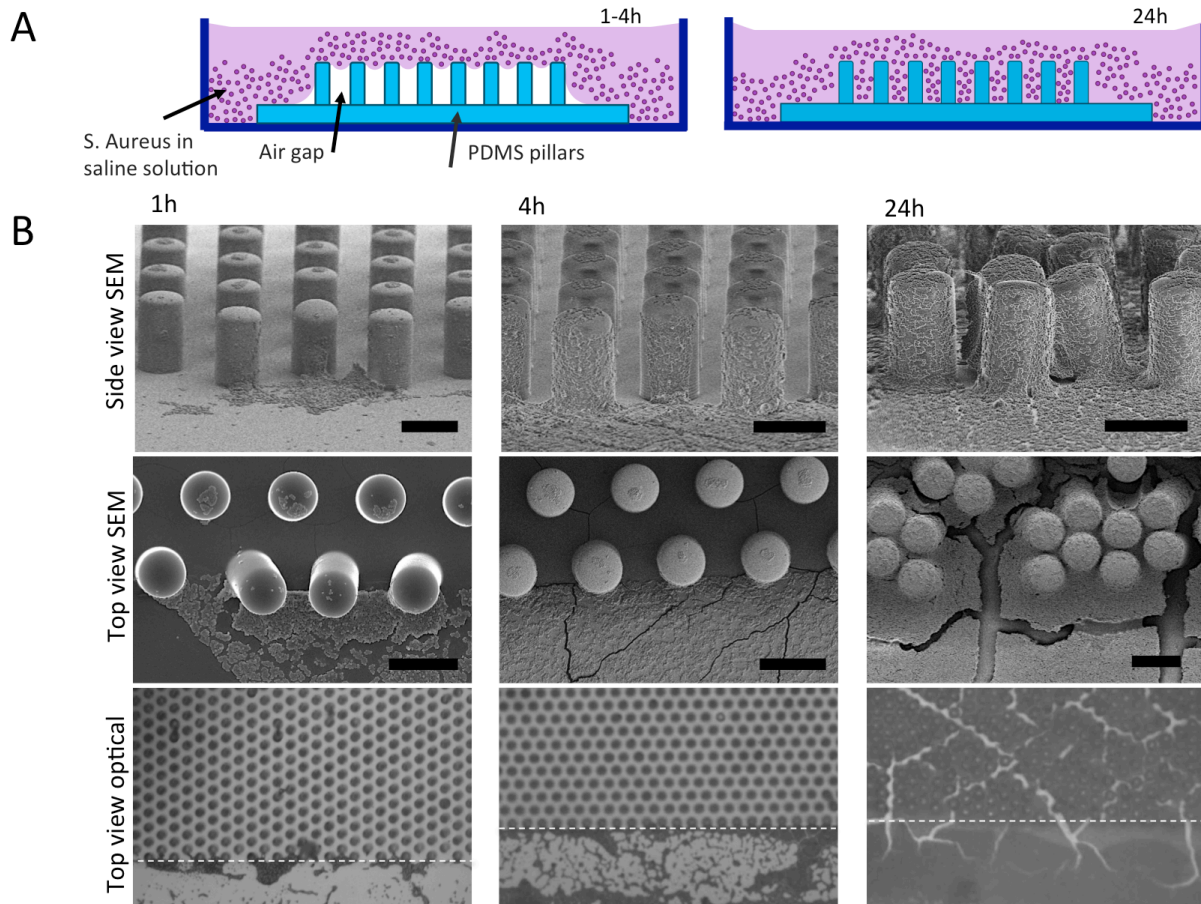 A
1-4h
24h
S. Aureus in
saline solution
Air gap
PDMS pillars
B
1h
4h
24h
Side view SEM
Top view SEM
Top view optical